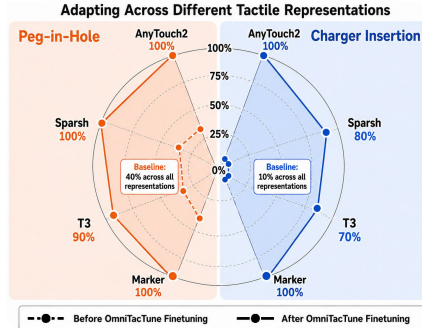 Adapting Across Different Tactile Representations
Peg-in-Hole
AnyTouch2
100%
100%
AnyTouch2
100%
Charger Insertion
75%
50%
25%
0%
Sparsh
100%
Sparsh
80%
Baseline:
40% across all
representations
Baseline:
10% across all
representations
T3
90%
T3
70%
Marker
100%
Marker
100%
Before OmniTacTune Finetuning
After OmniTacTune Finetuning